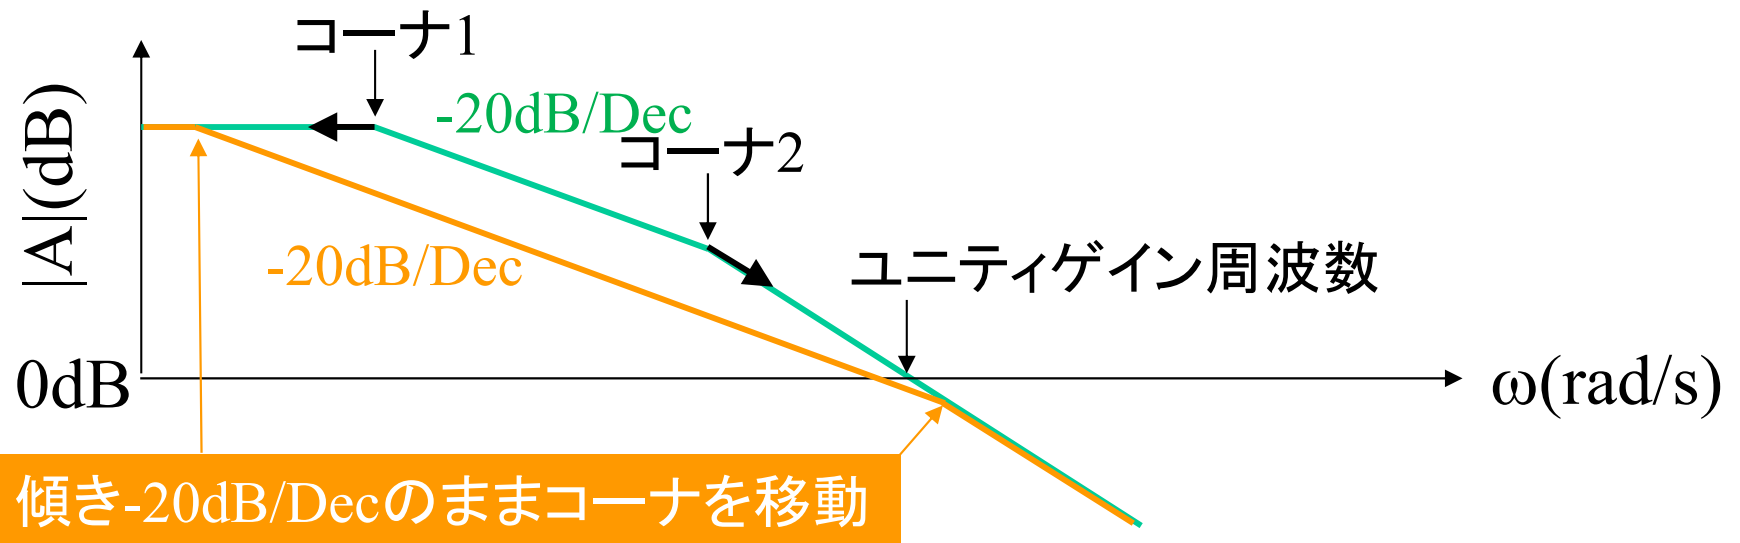 コーナ1
|A|(dB)
-20dB/Dec
コーナ2
-20dB/Dec
ユニティゲイン周波数
0dB
ω(rad/s)
傾き-20dB/Decのままコーナを移動